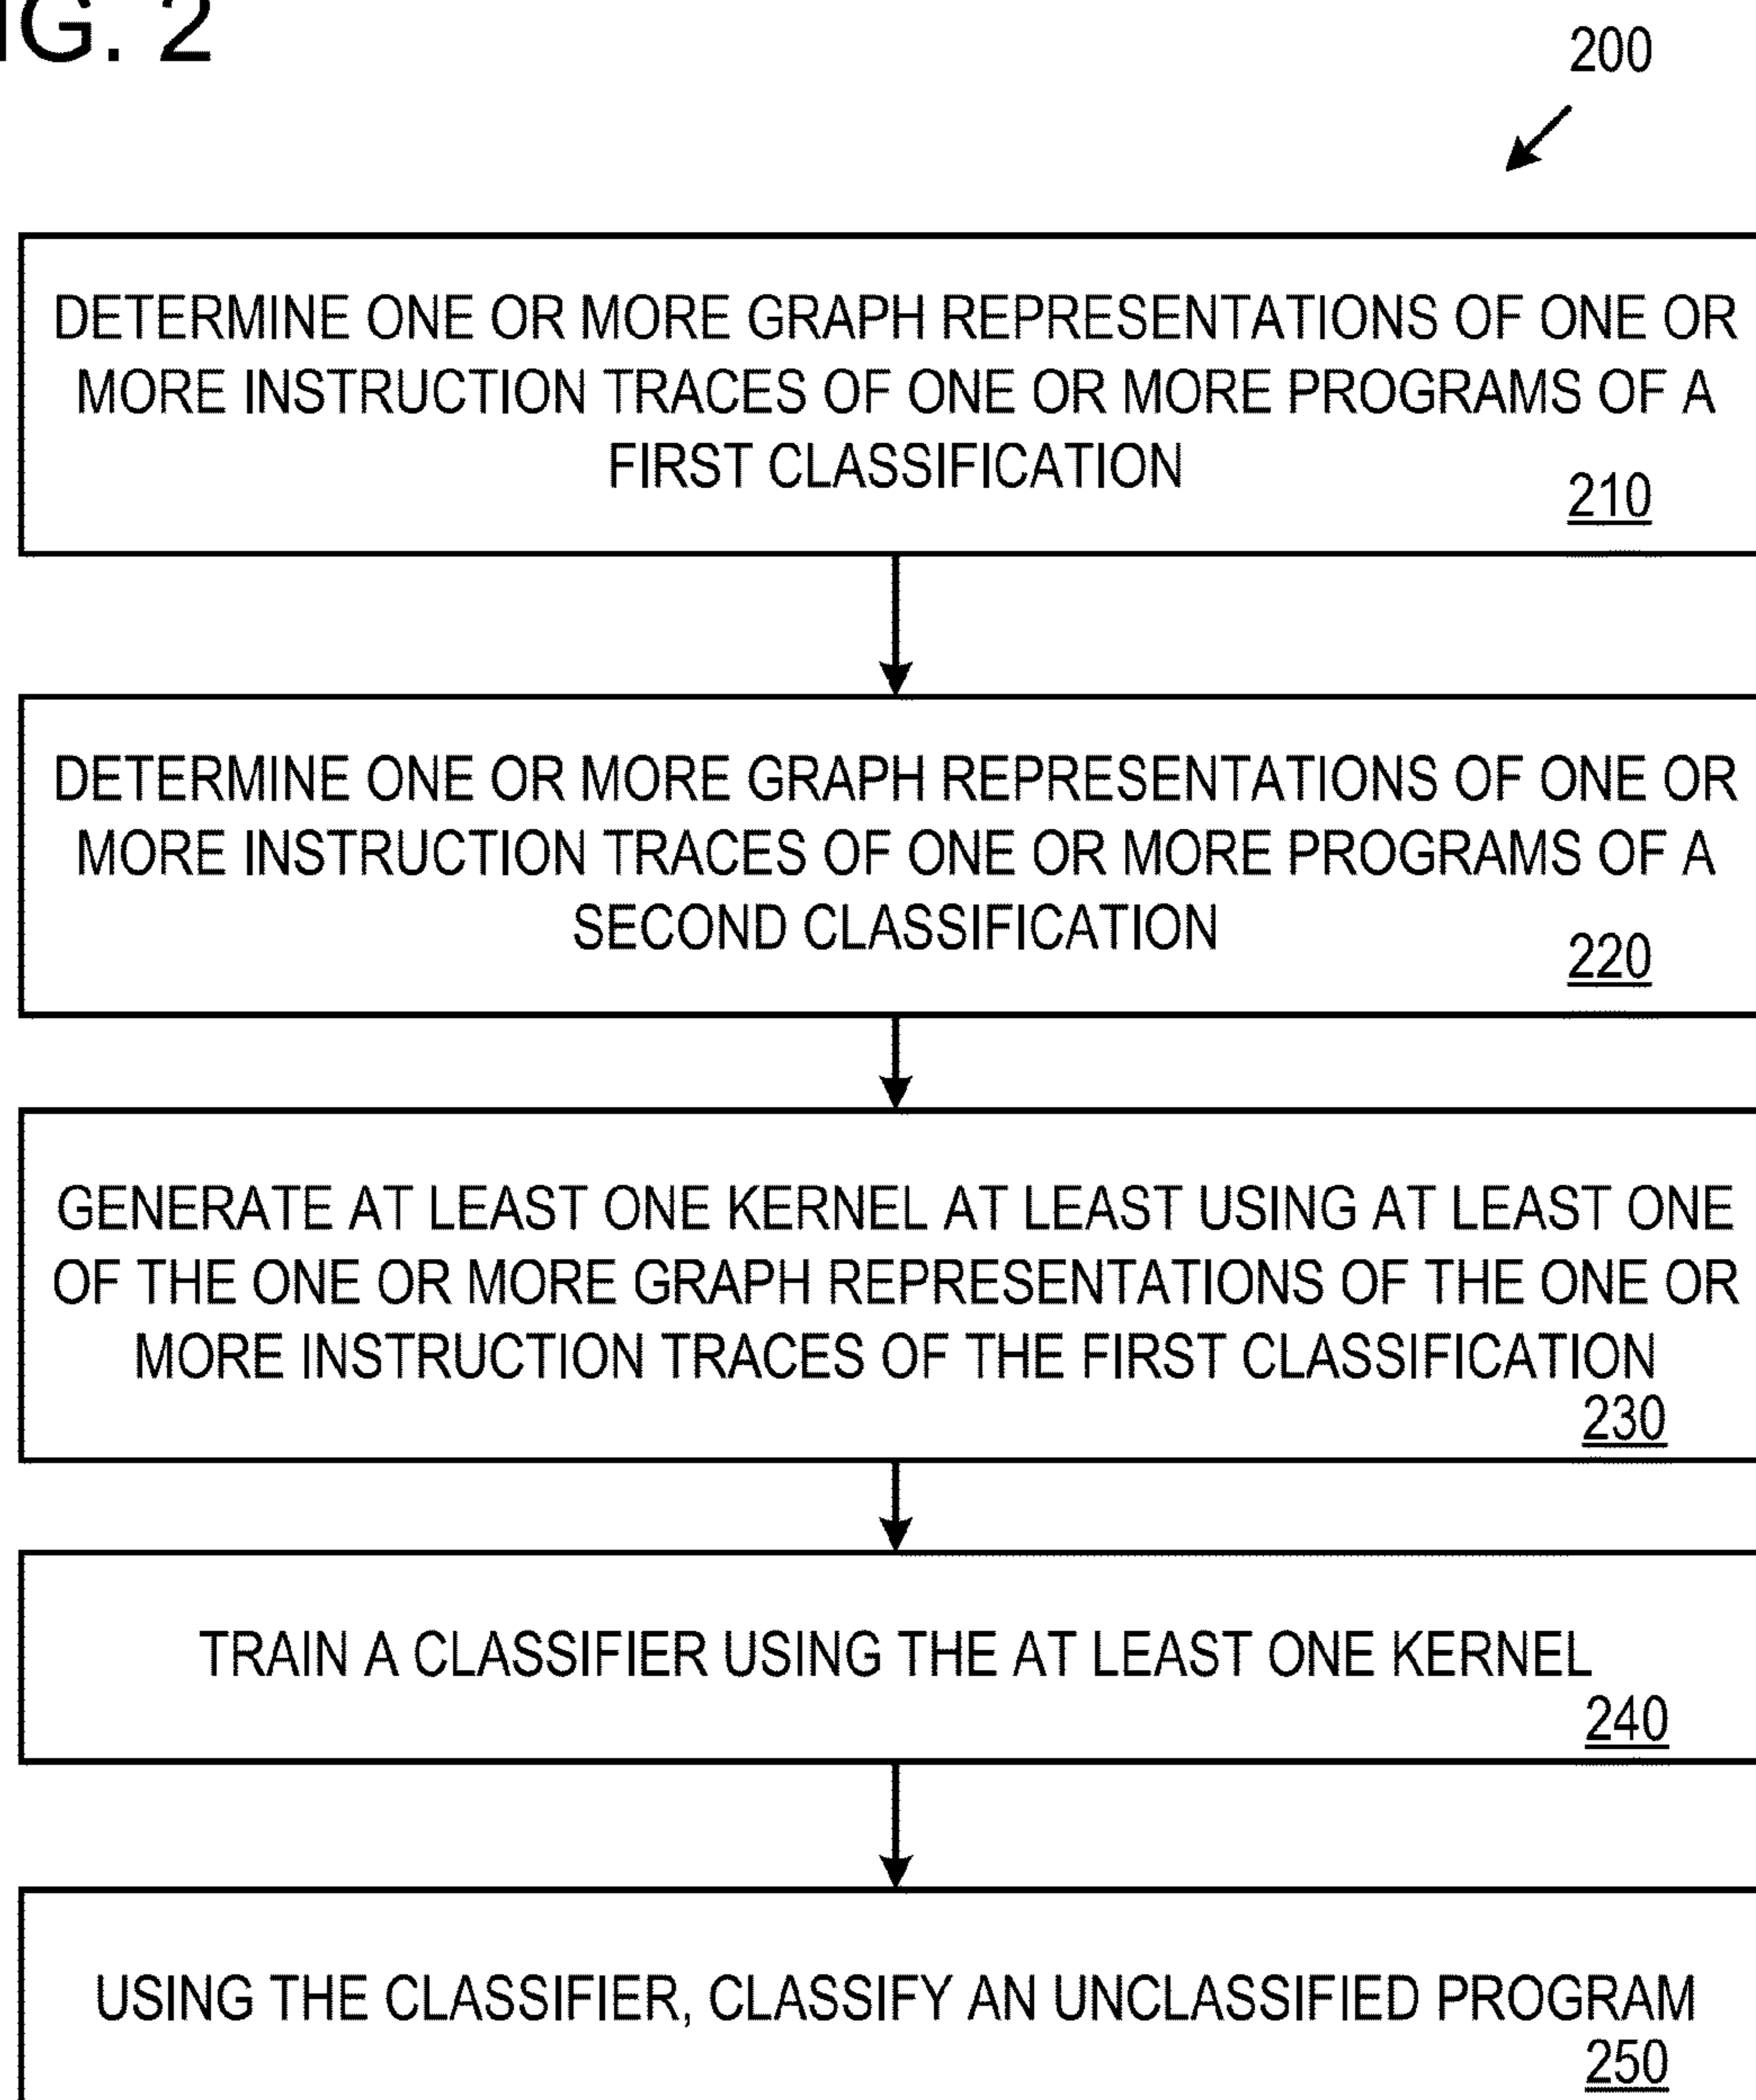 IG. 2
200
DETERMINE ONE OR MORE GRAPH REPRESENTATIONS OF ONE OR
MORE INSTRUCTION TRACES OF ONE OR MORE PROGRAMS OF A
FIRST CLASSIFICATION
210
DETERMINE ONE OR MORE GRAPH REPRESENTATIONS OF ONE OR
MORE INSTRUCTION TRACES OF ONE OR MORE PROGRAMS OF A
SECOND CLASSIFICATION
220
GENERATE AT LEAST ONE KERNEL AT LEAST USING AT LEAST ONE
OF THE ONE OR MORE GRAPH REPRESENTATIONS OF THE ONE OR
MORE INSTRUCTION TRACES OF THE FIRST CLASSIFICATION
230
TRAIN A CLASSIFIER USING THE AT LEAST ONE KERNEL
240
USING THE CLASSIFIER, CLASSIFY AN UNCLASSIFIED PROGRAM
250